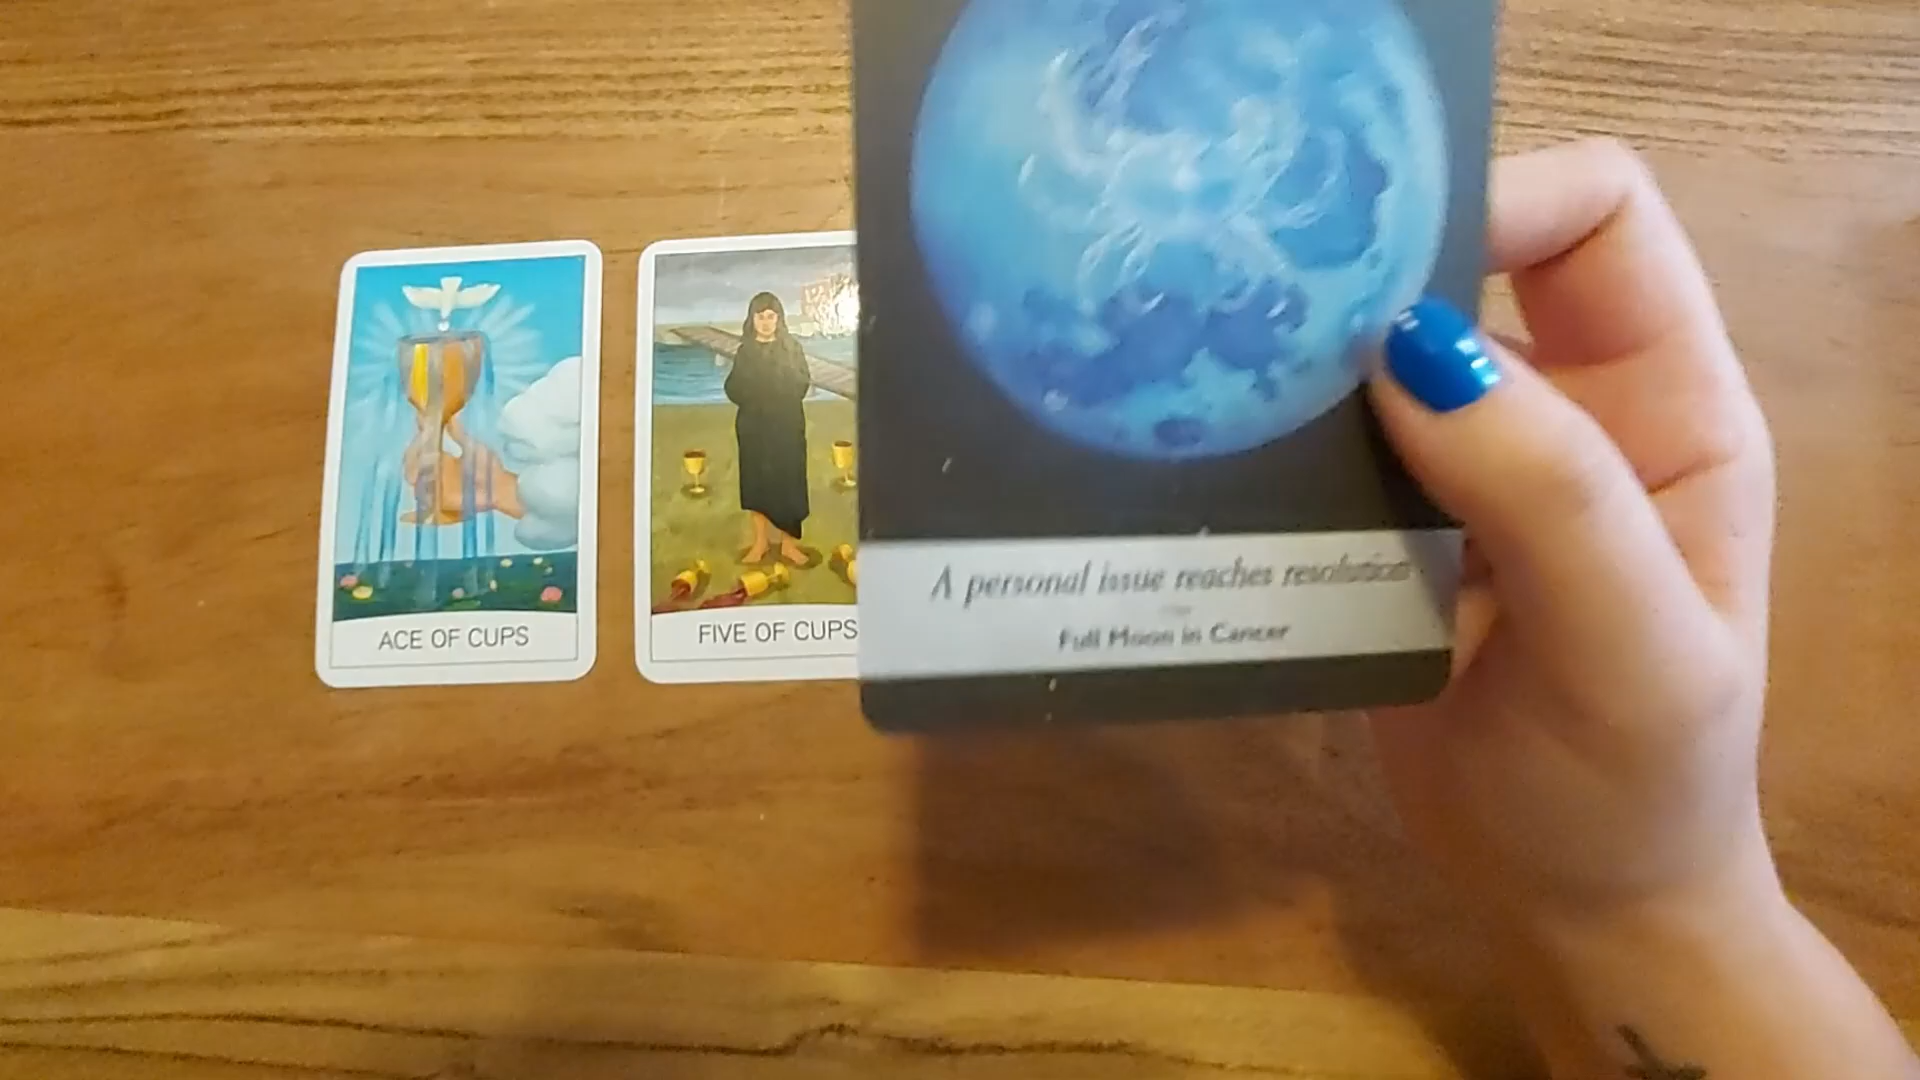 ACE OF CUPS
FIVE OF CUPS
A personal issue reaches resolution
Full Moon in Cancer